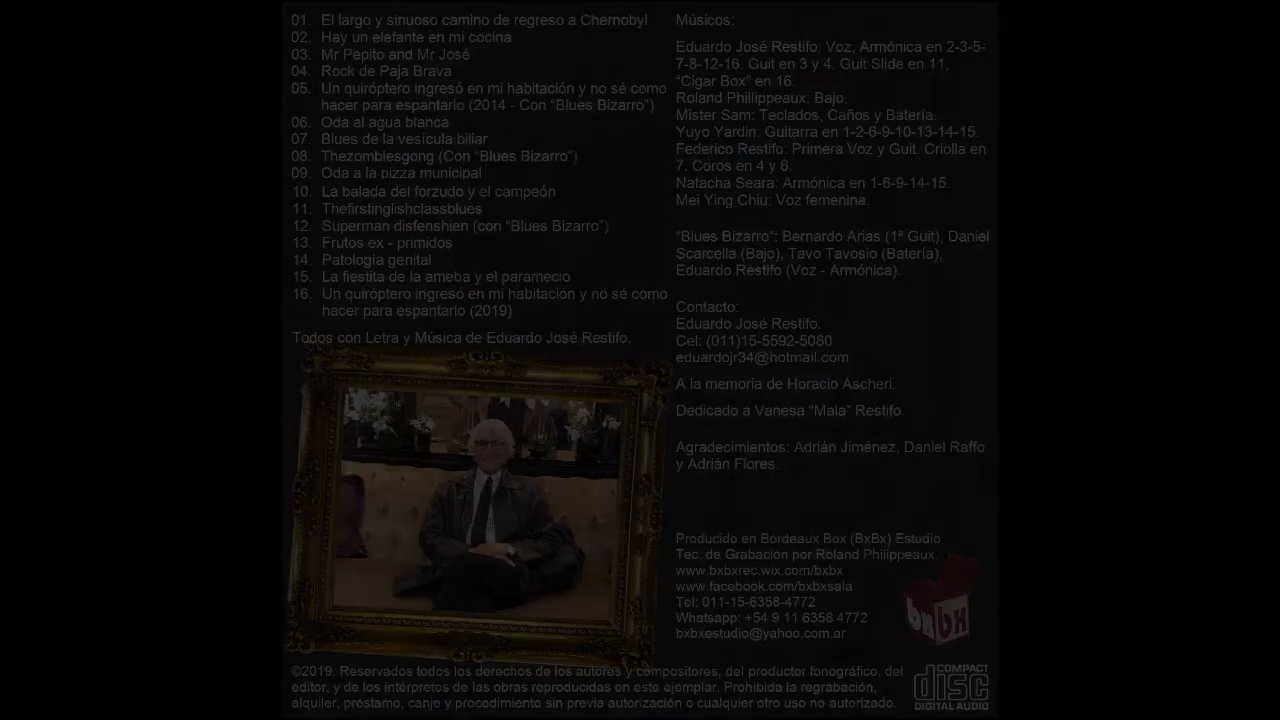 01. El largo y sinuoso camino de regreso a Chernobyl
02. Hay un elefante en mi cocina
03. Mr Pepito and Mr José
04. Rock de Paja Brava
05. Un quiróptero ingresó en mi habitación y no sé como
hacer para espantarlo (2014 - Con “Blues Bizarro”)
06. Oda al agua blanca
07. Blues de la vesícula biliar
08. Thezombiesgong (Con “Blues Bizarro”)
09. Oda a la pizza municipal
10. La balada del forzudo y el campeón
11. Thefirstinglishclassblues
12. Superman disfenshien (con “Blues Bizarro”)
13. Frutos ex - primidos
14. Patología genital
15. La fiestita de la ameba y el paramecio
16. Un quiróptero ingresó en mi habitación y no sé como
hacer para espantarlo (2019)
Todos con Letra y Música de Eduardo José Restifo.
Músicos:
Eduardo José Restifo: Voz, Armónica en 2-3-5-
7-8-12-16. Guit en 3 y 4. Guit Slide en 11,
“Cigar Box” en 16.
Roland Phillippeaux: Bajo.
Mister Sam: Teclados, Caños y Batería.
Yuyo Yardin: Guitarra en 1-2-6-9-10-13-14-15.
Federico Restifo: Primera Voz y Guit. Criolla en
7. Coros en 4 y 6.
Natacha Seara: Armónica en 1-6-9-14-15.
Mei Ying Chiu: Voz femenina.
“Blues Bizarro”: Bernardo Arias (1ª Guit), Daniel
Scarcella (Bajo), Tavo Tavosio (Batería),
Eduardo Restifo (Voz - Armónica).
Contacto:
Eduardo José Restifo.
Cel: (011)15-5592-5080
eduardojr34@hotmail.com
A la memoria de Horacio Ascheri.
Dedicado a Vanesa “Mala” Restifo.
Agradecimientos: Adrián Jiménez, Daniel Raffo
y Adrián Flores.
Producido en Bordeaux Box (BxBx) Estudio
Tec. de Grabación por Roland Philippeaux.
www.bxbxrec.wix.com/bxbx
www.facebook.com/bxbxsala
Tel: 011-15-6358-4772
Whatsapp: +54 9 11 6358 4772
bxbxestudio@yahoo.com.ar
bxbx
©2019. Reservados todos los derechos de los autores y compositores, del productor fonográfico, del
editor, y de los intérpretes de las obras reproducidas en este ejemplar. Prohibida la regrabación,
alquiler, préstamo, canje y procedimiento sin previa autorización o cualquier otro uso no autorizado.
COMPACT
disc
DIGITAL AUDIO